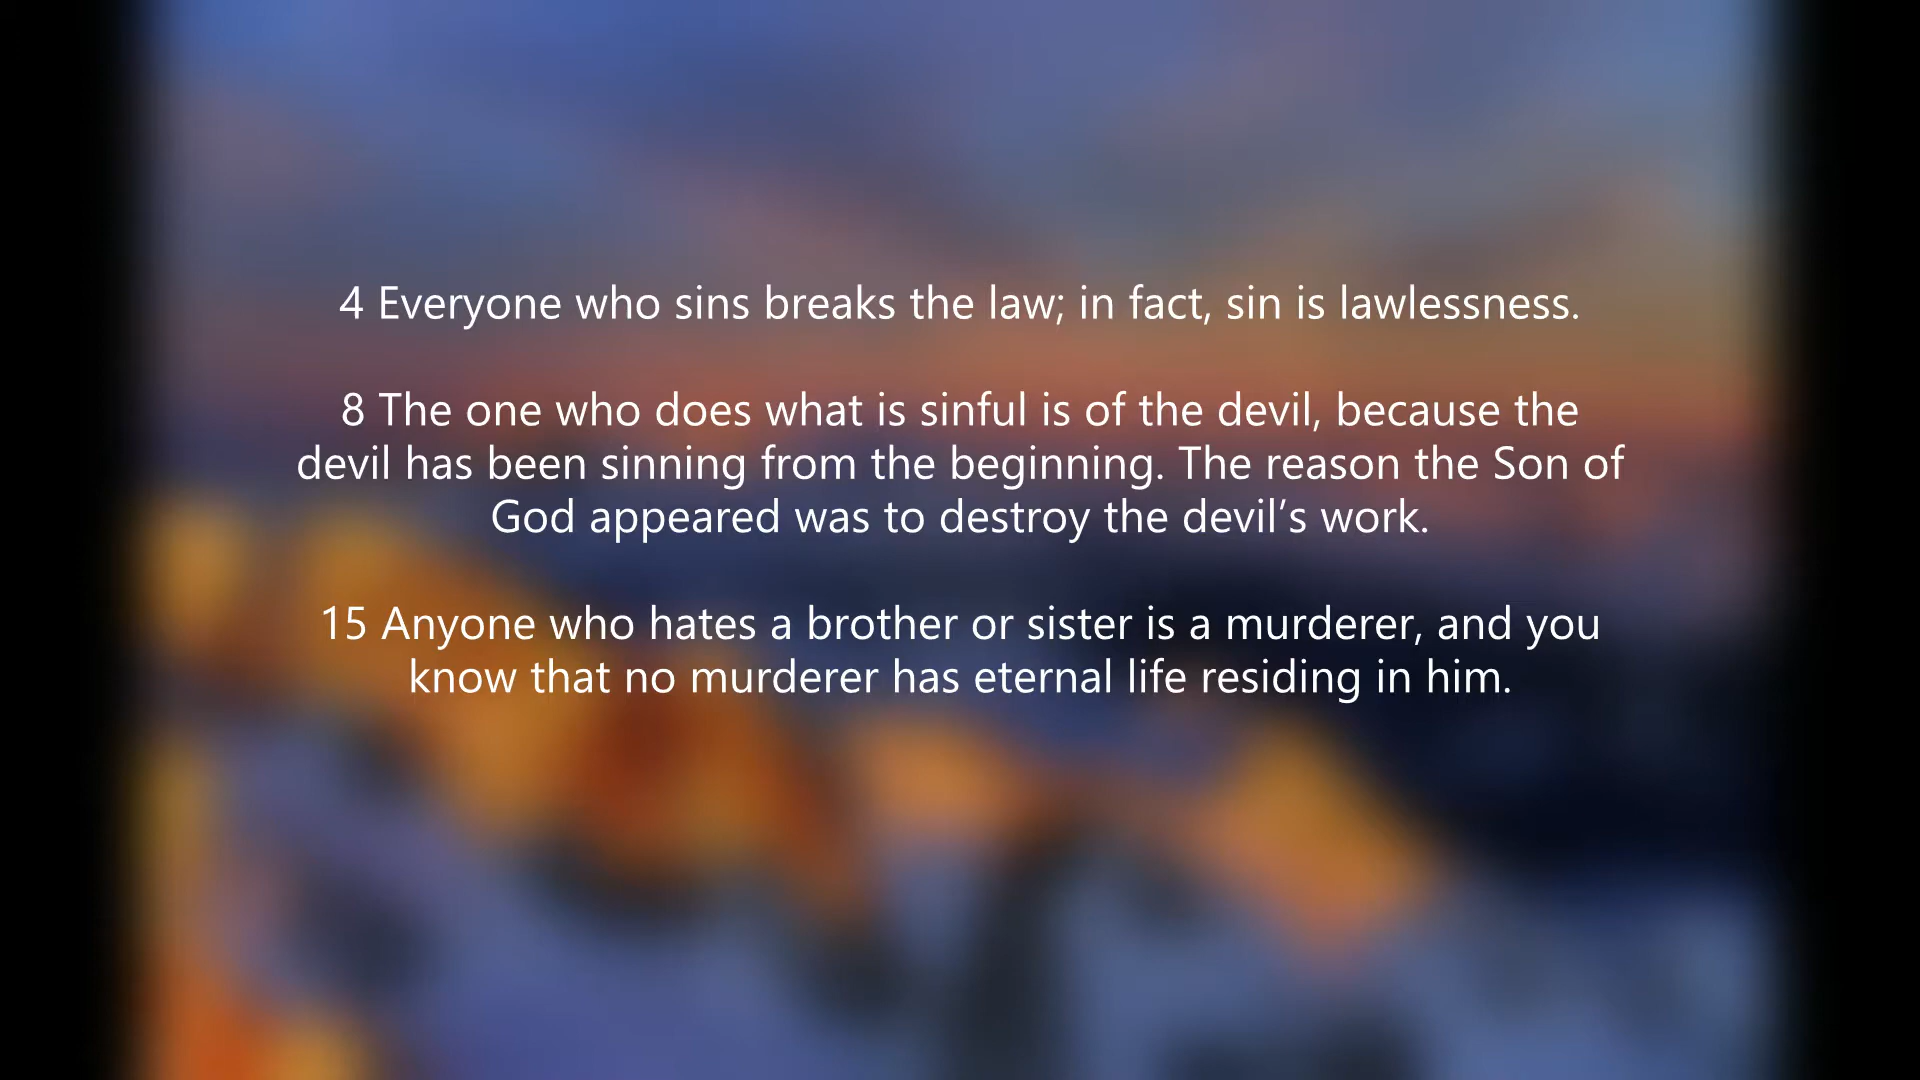 4 Everyone who sins breaks the law; in fact, sin is lawlessness.
8 The one who does what is sinful is of the devil, because the
devil has been sinning from the beginning. The reason the Son of
God appeared was to destroy the devil’s work.
15 Anyone who hates a brother or sister is a murderer, and you
know that no murderer has eternal life residing in him.